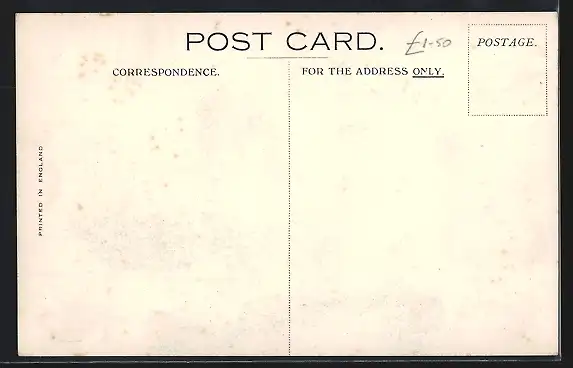 POST CARD.
£1-50
POSTAGE.
CORRESPONDENCE.
FOR THE ADDRESS ONLY.
PRINTED IN ENGLAND